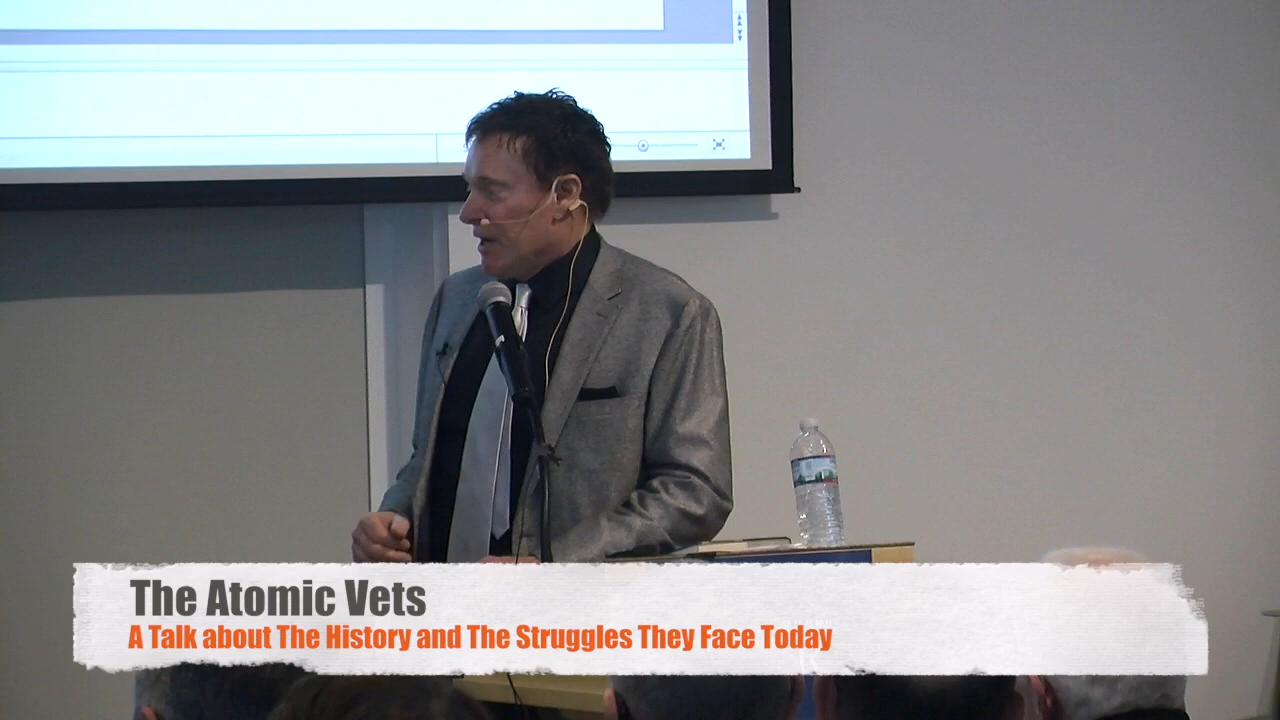 The Atomic Vets
A Talk about The History and The Struggles They Face Today